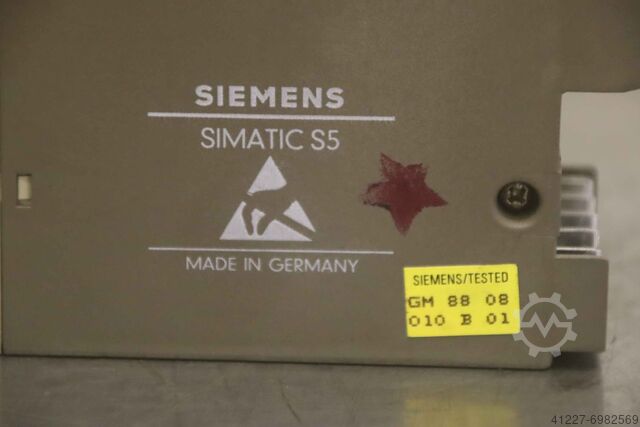 SIEMENS
SIMATIC S5
MADE IN GERMANY
SIEMENS/TESTED
GM 88 08
010 B 01
41227-6982569